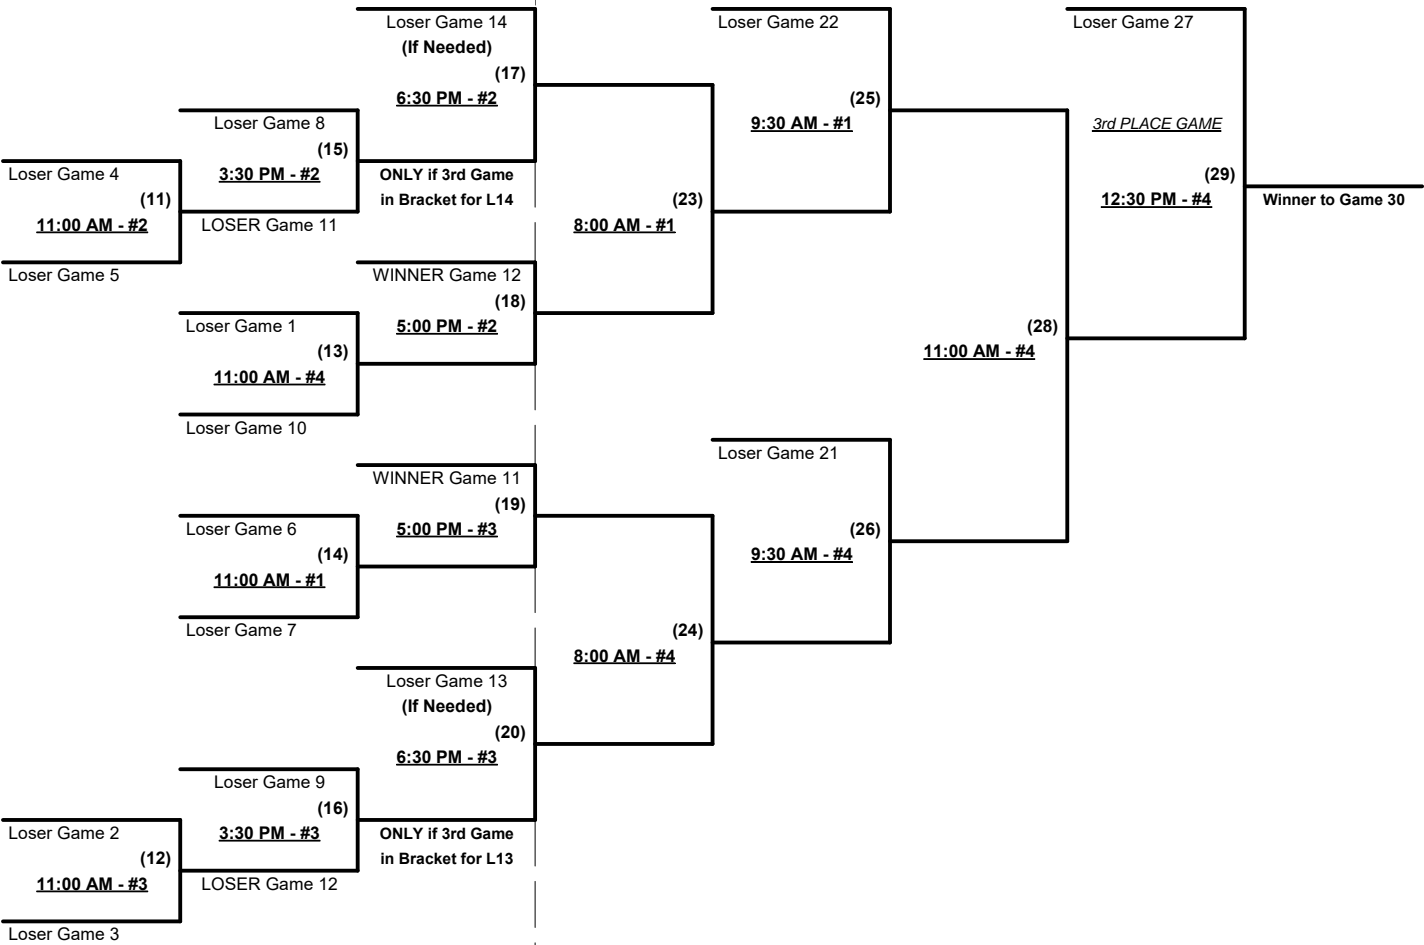 Loser Game 14
(If Needed)
(17)
6:30 PM - #2
Loser Game 22
(25)
9:30 AM - #1
Loser Game 27
3rd PLACE GAME
(29)
12:30 PM - #4
Winner to Game 30
Loser Game 8
(15)
3:30 PM - #2
ONLY if 3rd Game
in Bracket for L14
Loser Game 4
(11)
11:00 AM - #2
LOSER Game 11
Loser Game 5
(23)
8:00 AM - #1
WINNER Game 12
(18)
5:00 PM - #2
Loser Game 1
(13)
11:00 AM - #4
Loser Game 10
(28)
11:00 AM - #4
WINNER Game 11
(19)
5:00 PM - #3
Loser Game 21
(26)
9:30 AM - #4
Loser Game 6
(14)
11:00 AM - #1
Loser Game 7
(24)
8:00 AM - #4
Loser Game 13
(If Needed)
(20)
6:30 PM - #3
Loser Game 9
(16)
3:30 PM - #3
ONLY if 3rd Game
in Bracket for L13
Loser Game 2
(12)
11:00 AM - #3
LOSER Game 12
Loser Game 3